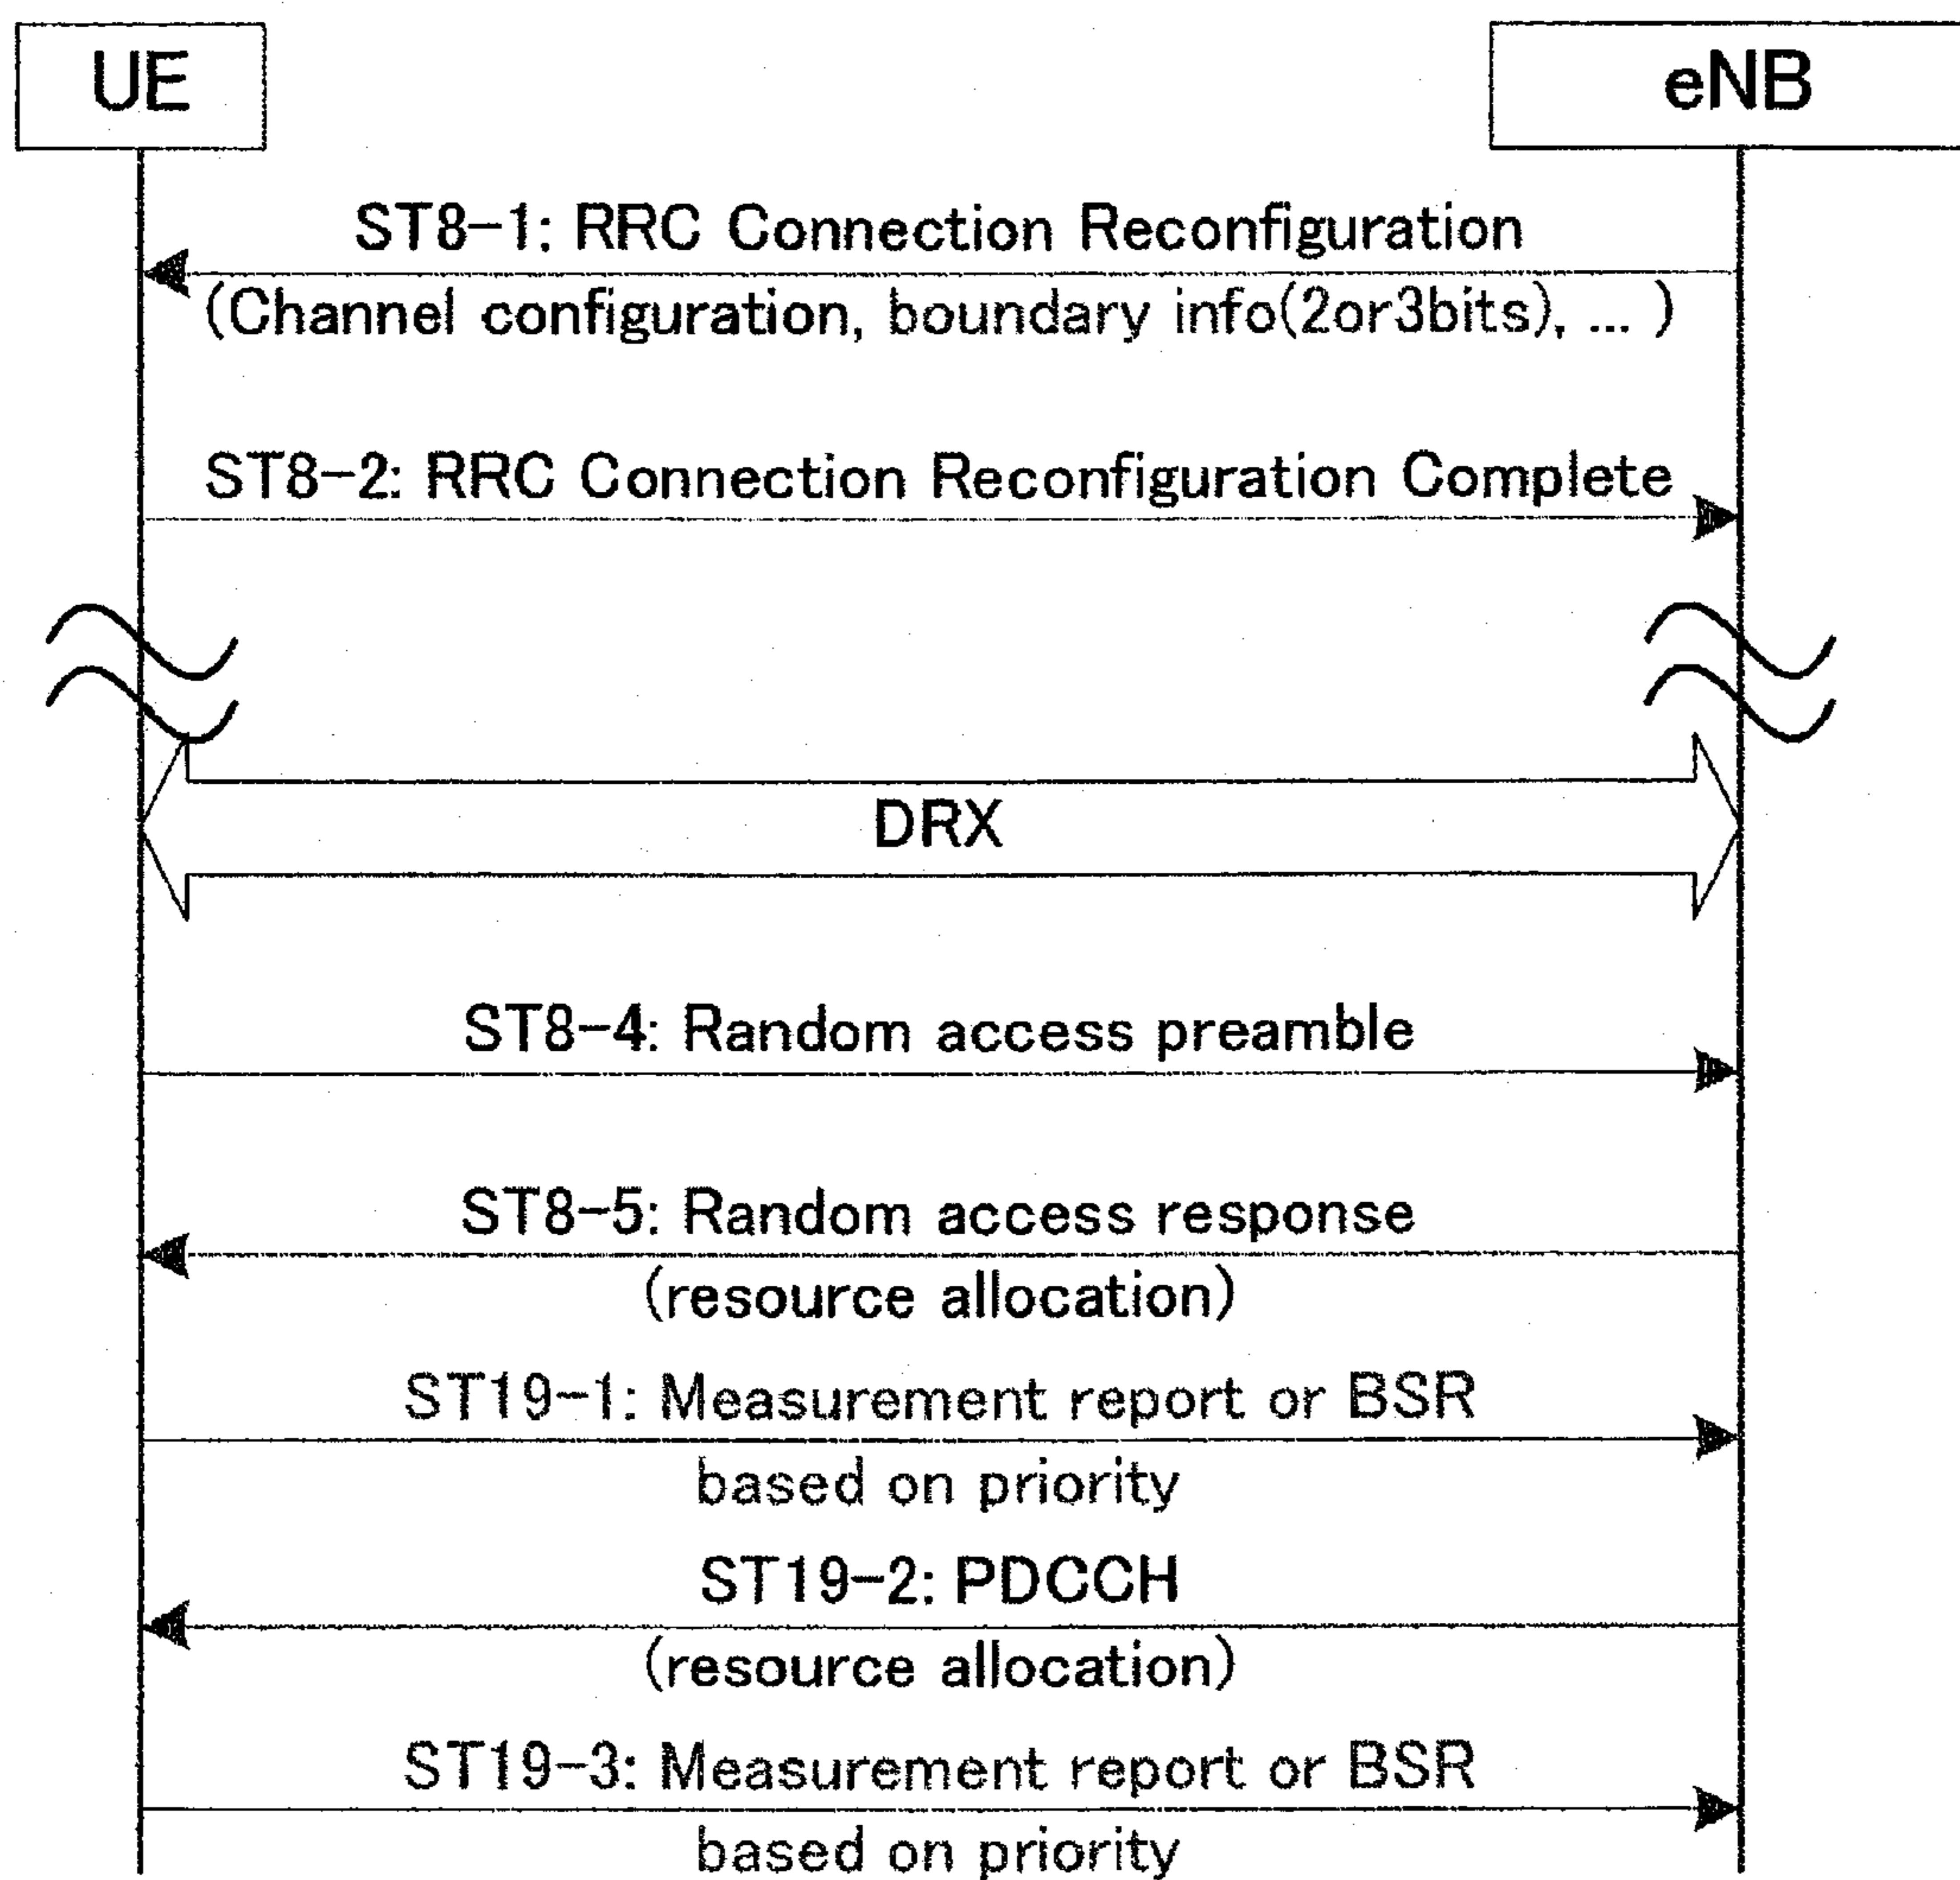 UE
eNB
ST8-1: RRC Connection Reconfiguration
(Channel configuration, boundary info(2or3bits), ... )
ST8-2: RRC Connection Reconfiguration Complete
DRX
ST8-4: Random access preamble
ST8-5: Random access response
(resource allocation)
ST19-1: Measurement report or BSR
based on priority
ST19-2: PDCCH
(resource allocation)
ST19-3: Measurement report or BSR
based on priority